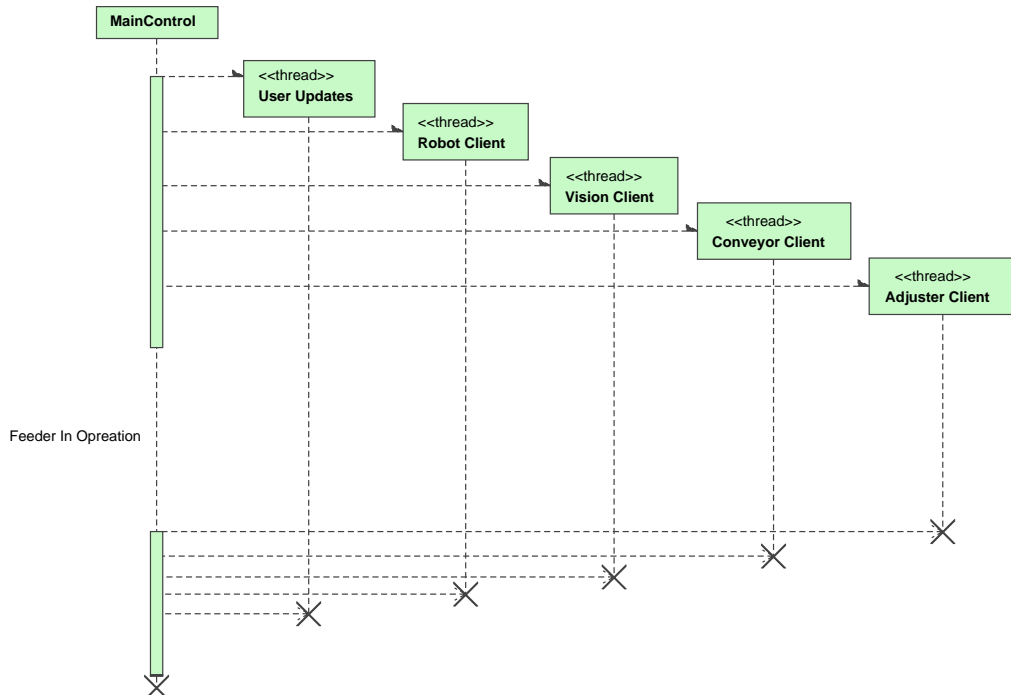 MainControl
<<thread>>
User Updates
<<thread>>
Robot Client
<<thread>>
Vision Client
<<thread>>
Conveyor Client
<<thread>>
Adjuster Client
Feeder In Opreation